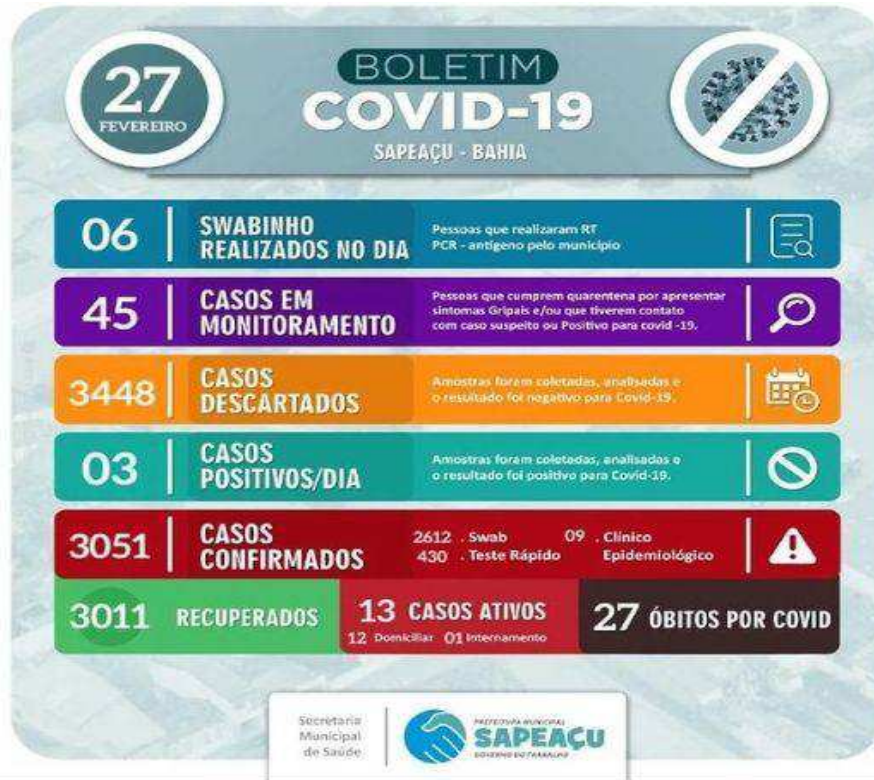 27
FEVEREIRO
BOLETIM
COVID-19
SAPEAÇU - BAHIA
06
SWABINHO
REALIZADOS NO DIA
Pessoas que realizaram RT
PCR - antígeno pelo município
45
CASOS EM
MONITORAMENTO
Pessoas que cumprem quarentena por apresentar
sintomas Gripais e/ou que tiverem contato
com caso suspeito ou Positivo para covid -19.
3448
CASOS
DESCARTADOS
Amostras foram coletadas, analisadas e
o resultado foi negativo para Covid-19.
03
CASOS
POSITIVOS/DIA
Amostras foram coletadas, analisadas e
o resultado foi positivo para Covid-19.
3051
CASOS
CONFIRMADOS
2612 . Swab
430 . Teste Rápido
09 . Clínico
Epidemiológico
3011 RECUPERADOS
13 CASOS ATIVOS
12 Domiciliar 01 Internamento
27 ÓBITOS POR COVID
Secretaria
Municipal
de Saúde
PREFEITURA MUNICIPAL
SAPEAÇU
GOVERNO DO TRABALHO